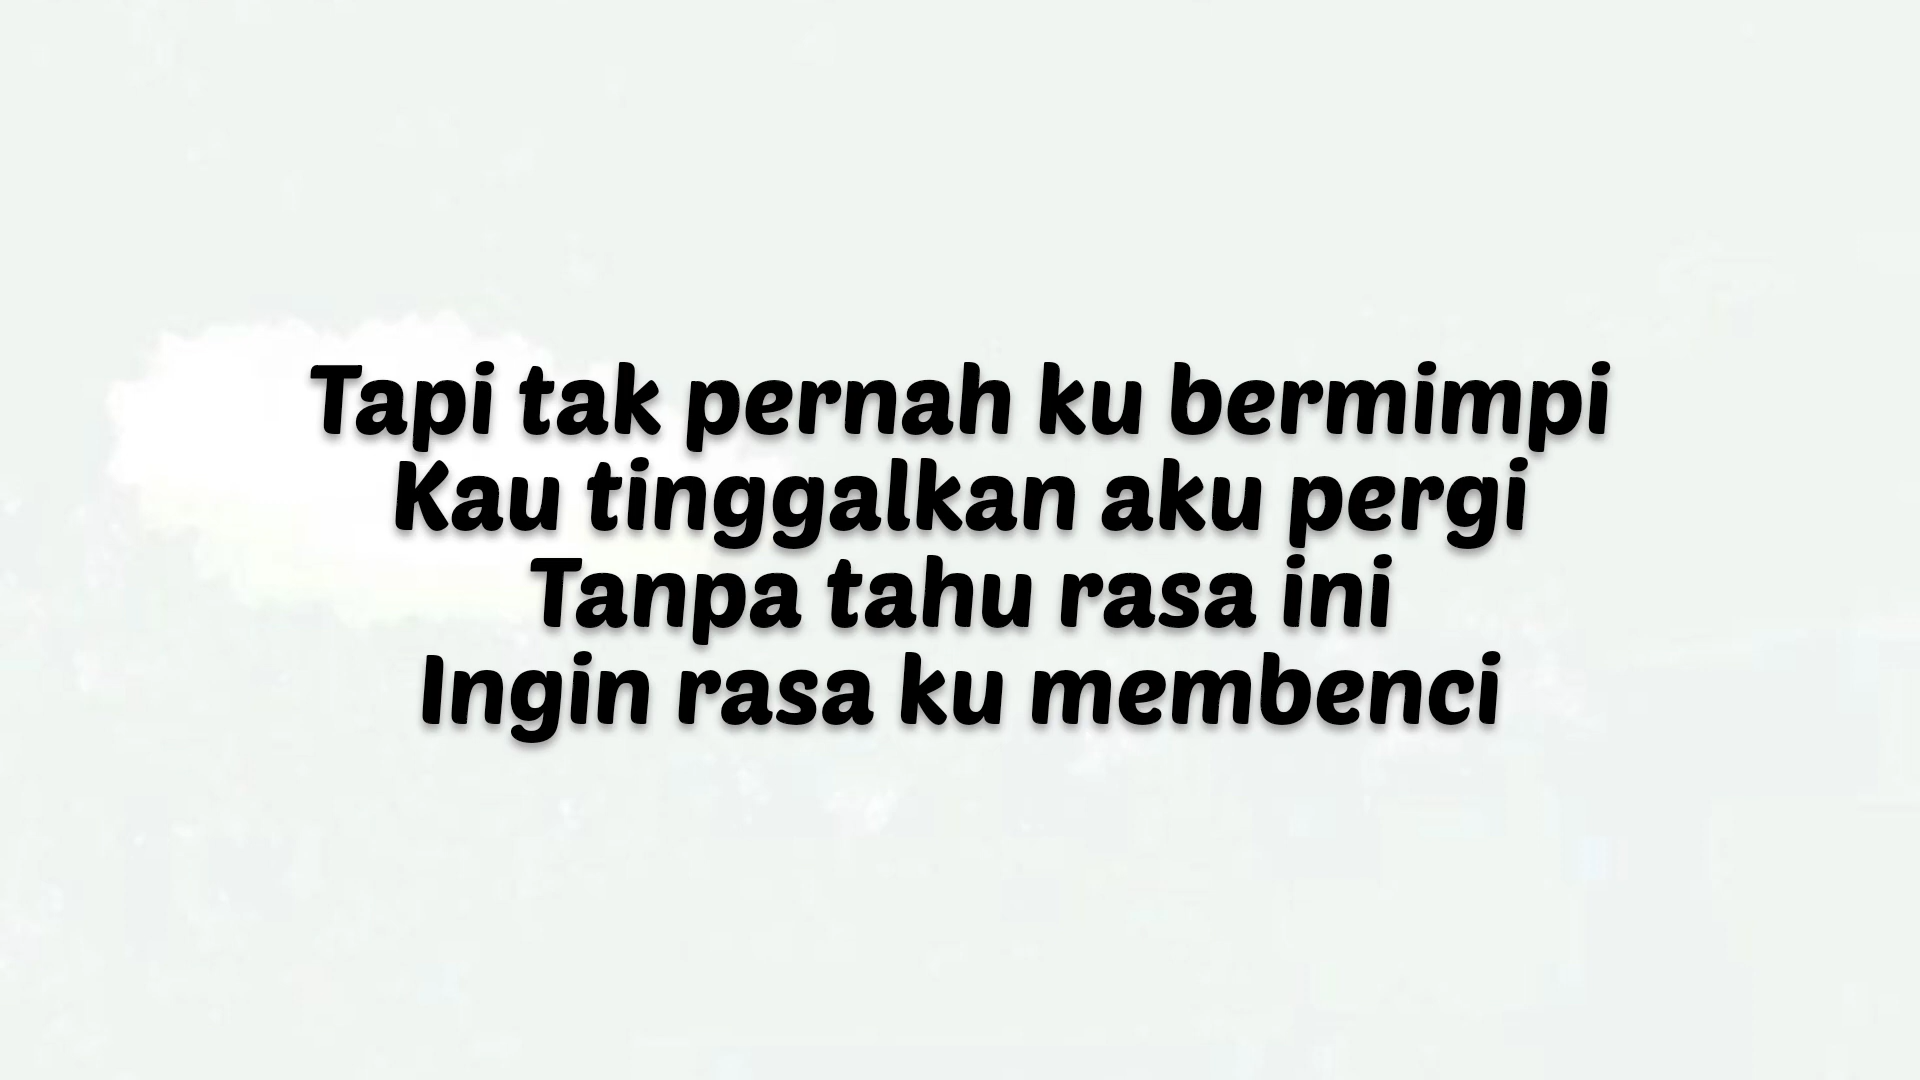 Tapi tak pernah ku bermimpi
Kau tinggalkan aku pergi
Tanpa tahu rasa ini
Ingin rasa ku membenci